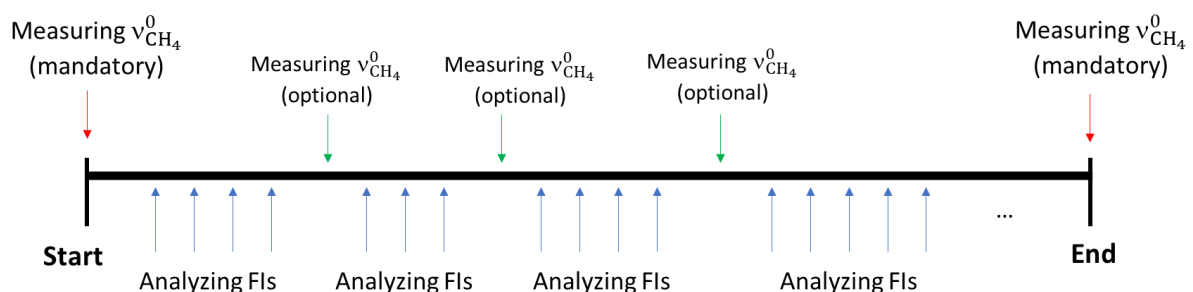 Measuring ν⁰CH₄
(mandatory)
Measuring ν⁰CH₄
(optional)
Measuring ν⁰CH₄
(optional)
Measuring ν⁰CH₄
(optional)
Measuring ν⁰CH₄
(mandatory)
...
Start
End
Analyzing FIs
Analyzing FIs
Analyzing FIs
Analyzing FIs